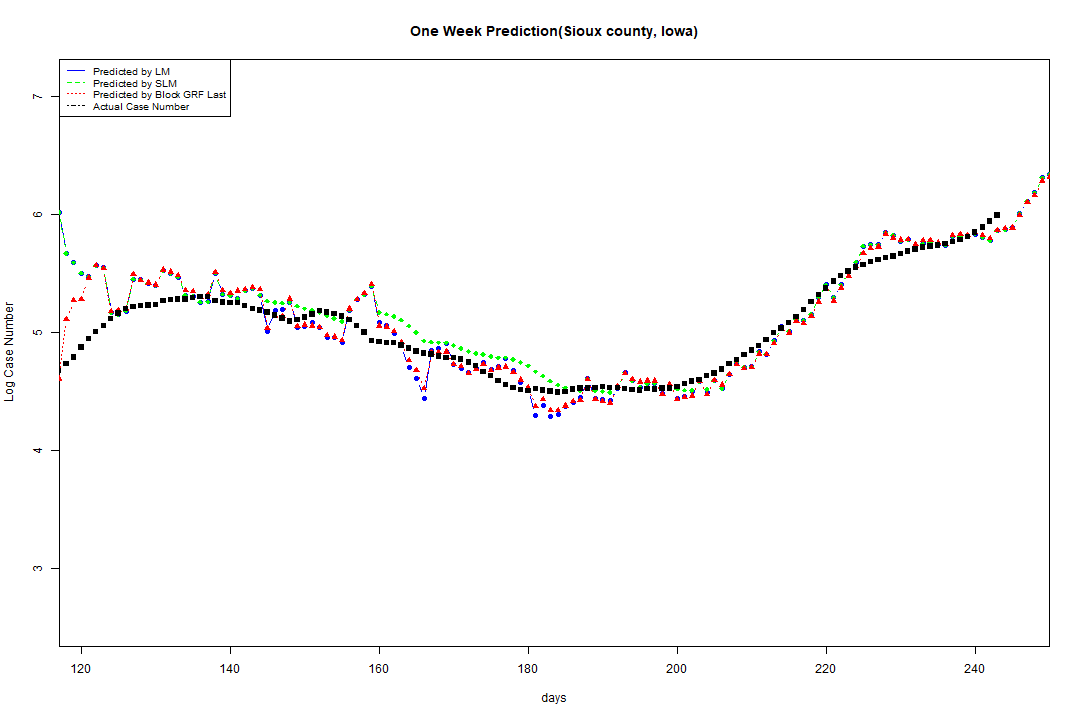 One Week Prediction(Sioux county, Iowa)
Predicted by LM
Predicted by SLM
Predicted by Block GRF Last
Actual Case Number
7
6
5
4
3
Log Case Number
120 140 160 180 200 220 240
days